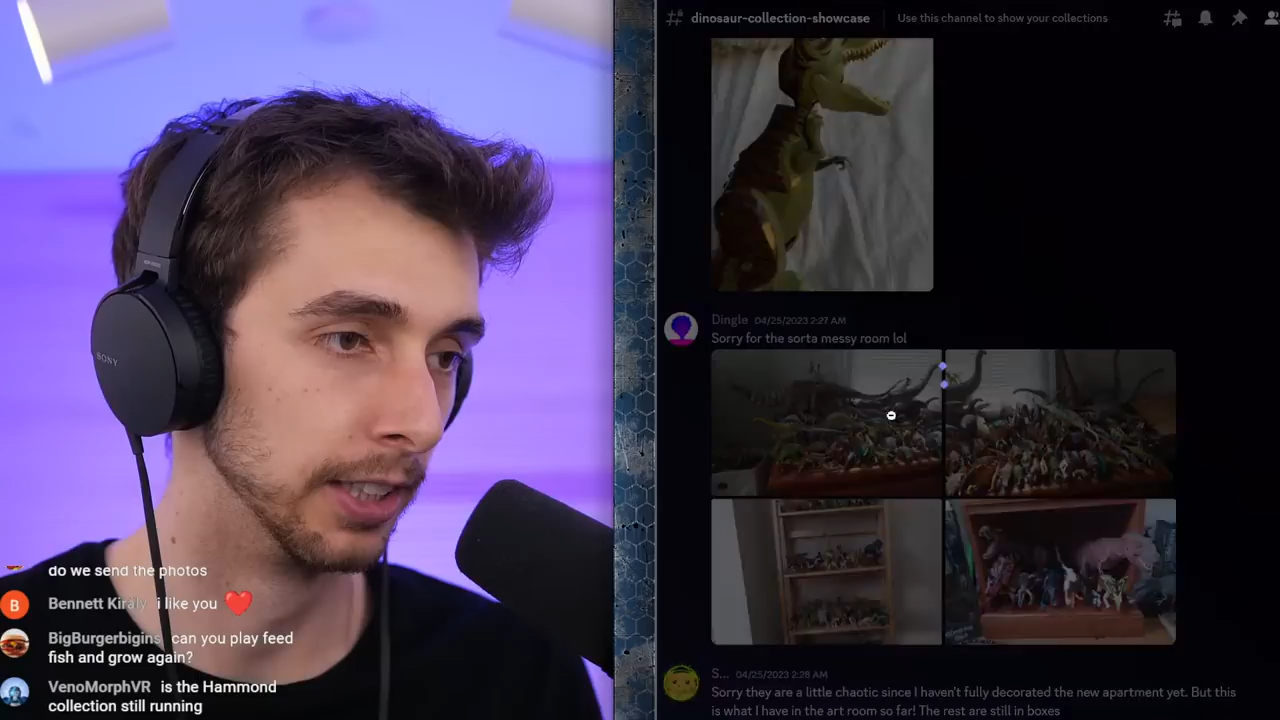 dinosaur-collection-showcase
Use this channel to show your collections
SONY
Dingle 04/25/2023 2:27 AM
Sorry for the sorta messy room lol
do we send the photos
Bennett Kiraly i like you ❤️
BigBurgerbigins can you play feed
fish and grow again?
VenoMorphVR is the Hammond
collection still running
S... 04/25/2023 2:28 AM
Sorry they are a little chaotic since I haven't fully decorated the new apartment yet. But this
is what I have in the art room so far! The rest are still in boxes